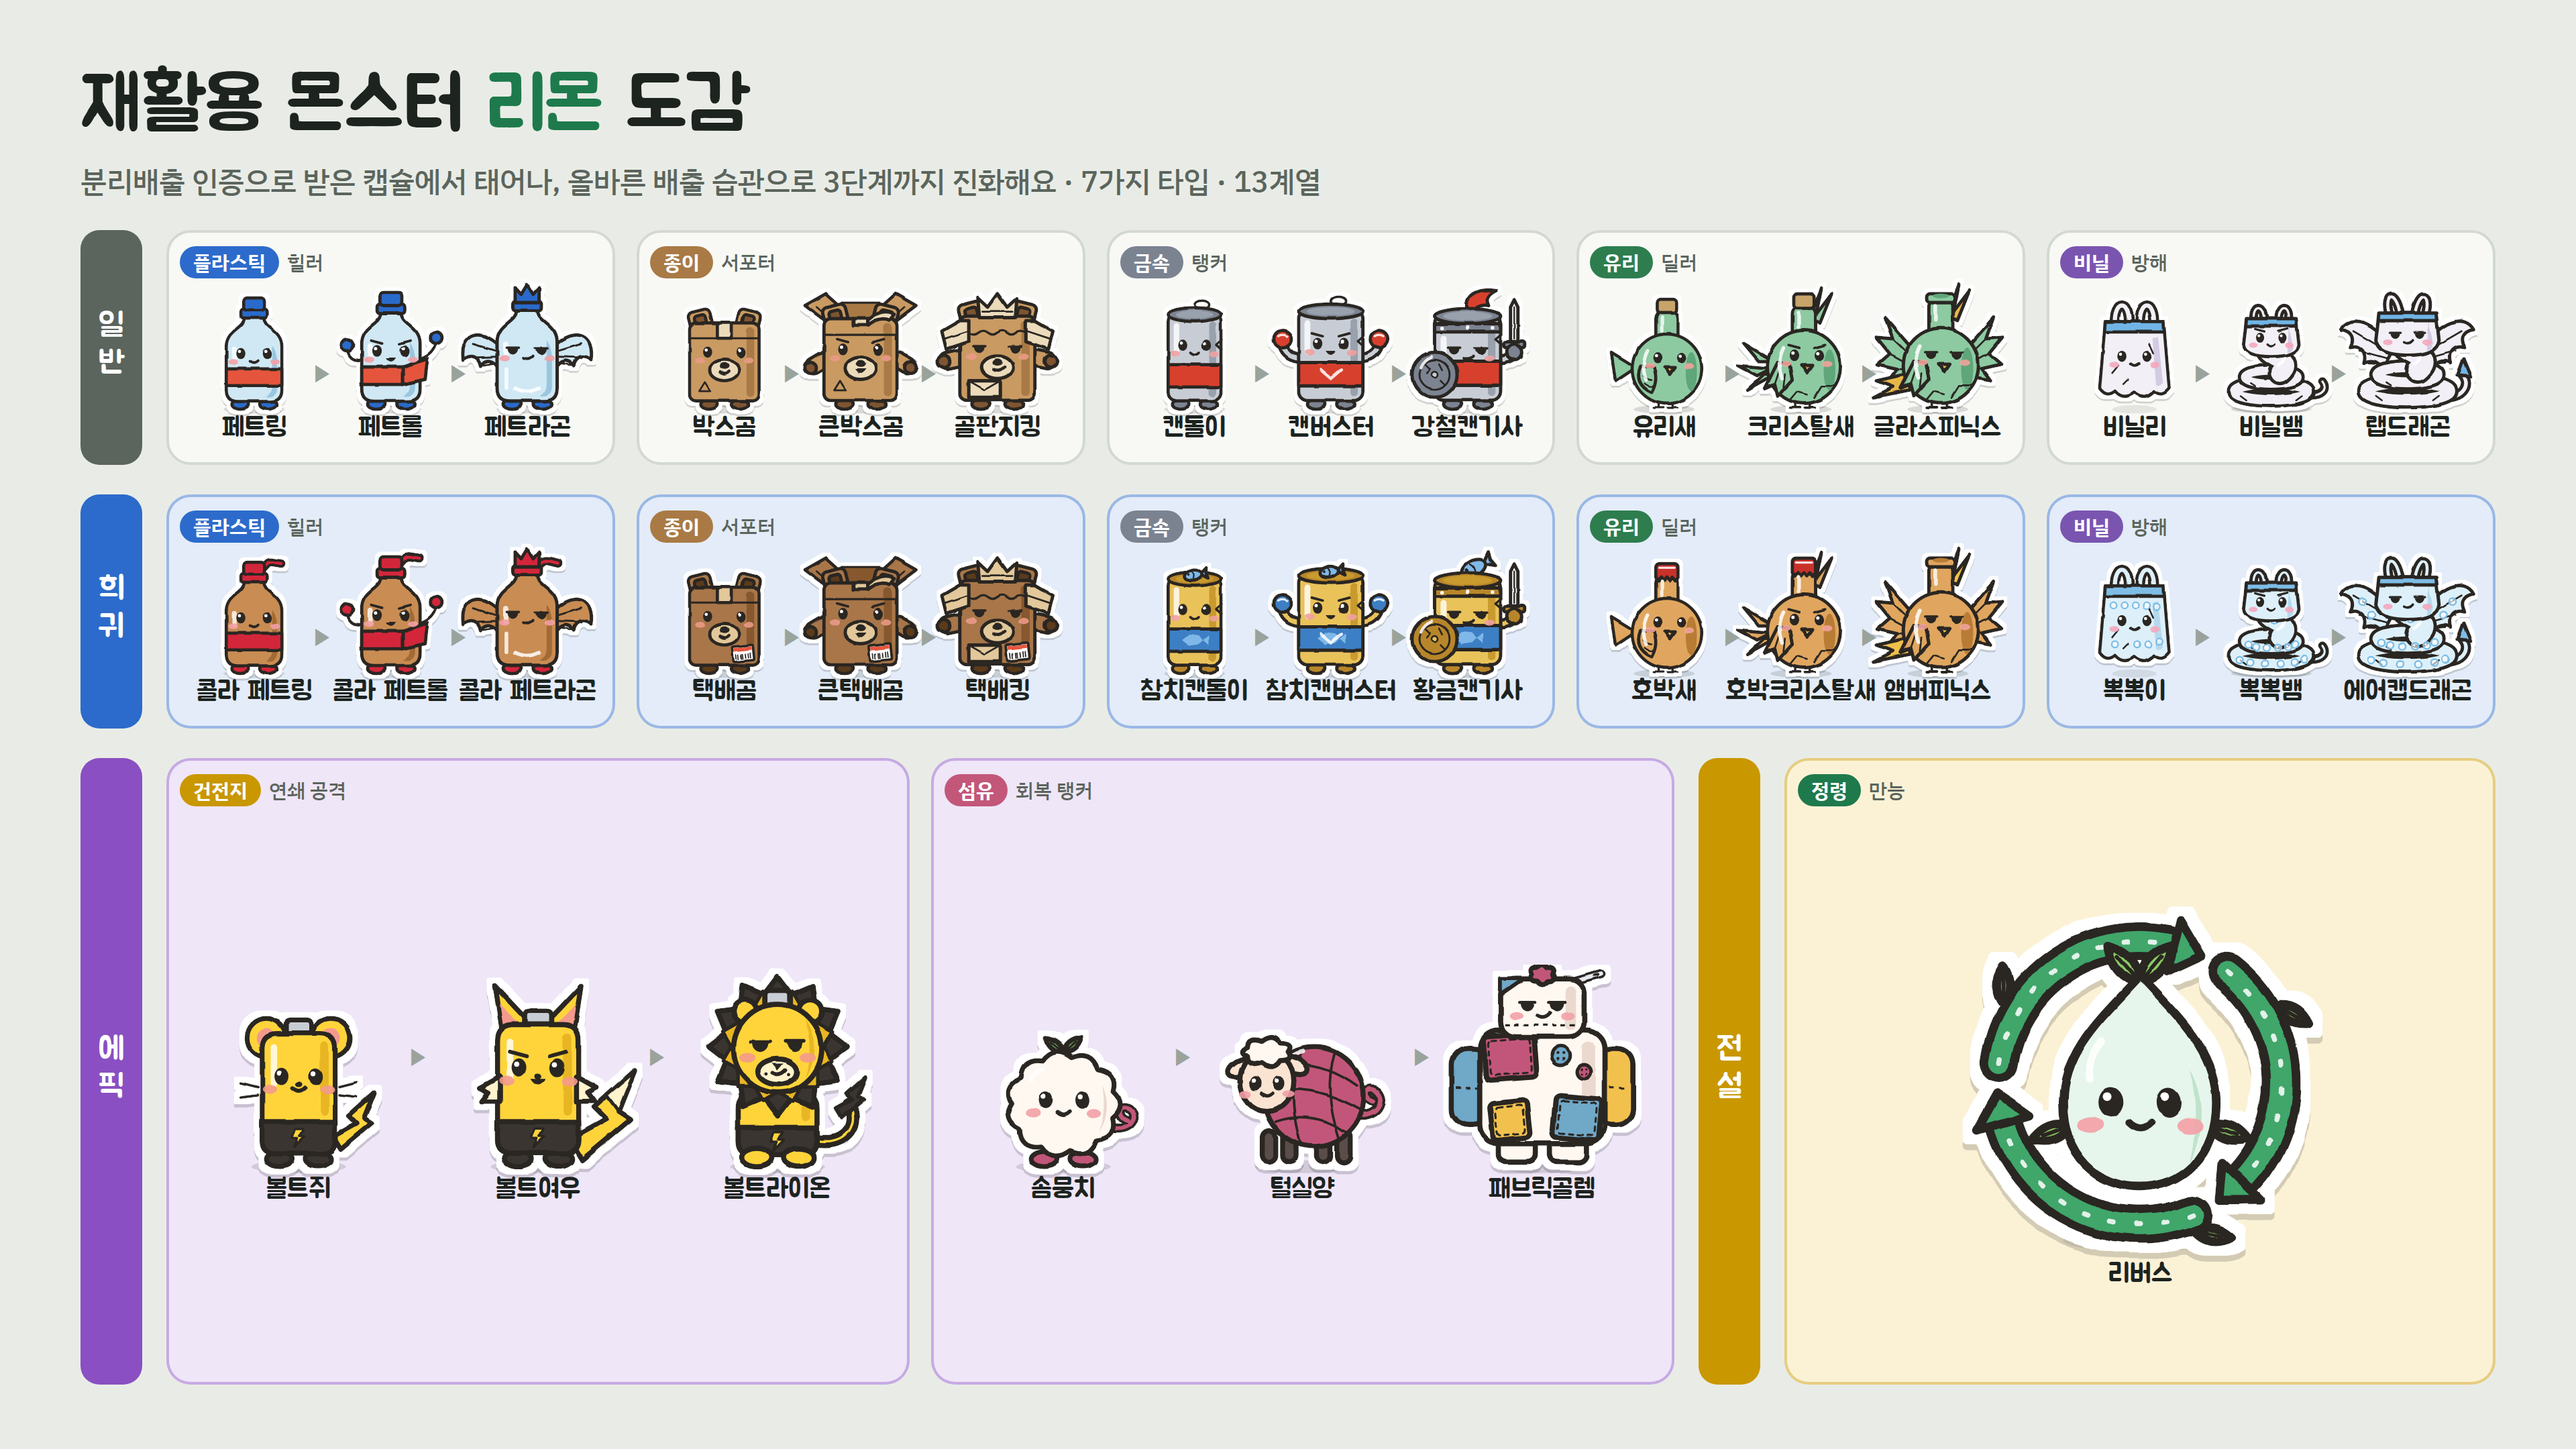 재활용 몬스터 리몬 도감
분리배출 인증으로 받은 캡슐에서 태어나, 올바른 배출 습관으로 3단계까지 진화해요 · 7가지 타입 · 13계열
일반
플라스틱 힐러
페트링 페트롤 페트라곤
종이 서포터
박스곰 큰박스곰 골판지킹
금속 탱커
캔돌이 캔버스터 강철캔기사
유리 딜러
유리새 크리스탈새 글라스피닉스
비닐 방해
비닐리 비닐뱀 랩드래곤
희귀
플라스틱 힐러
콜라 페트링 콜라 페트롤 콜라 페트라곤
종이 서포터
택배곰 큰택배곰 택배킹
금속 탱커
참치캔돌이 참치캔버스터 황금캔기사
유리 딜러
호박새 호박크리스탈새 앰버피닉스
비닐 방해
뽁뽁이 뽁뽁뱀 에어캡드래곤
에픽
건전지 연쇄 공격
볼트쥐 볼트여우 볼트라이온
섬유 회복 탱커
솜뭉치 털실양 패브릭골렘
전설
정령 만능
리버스